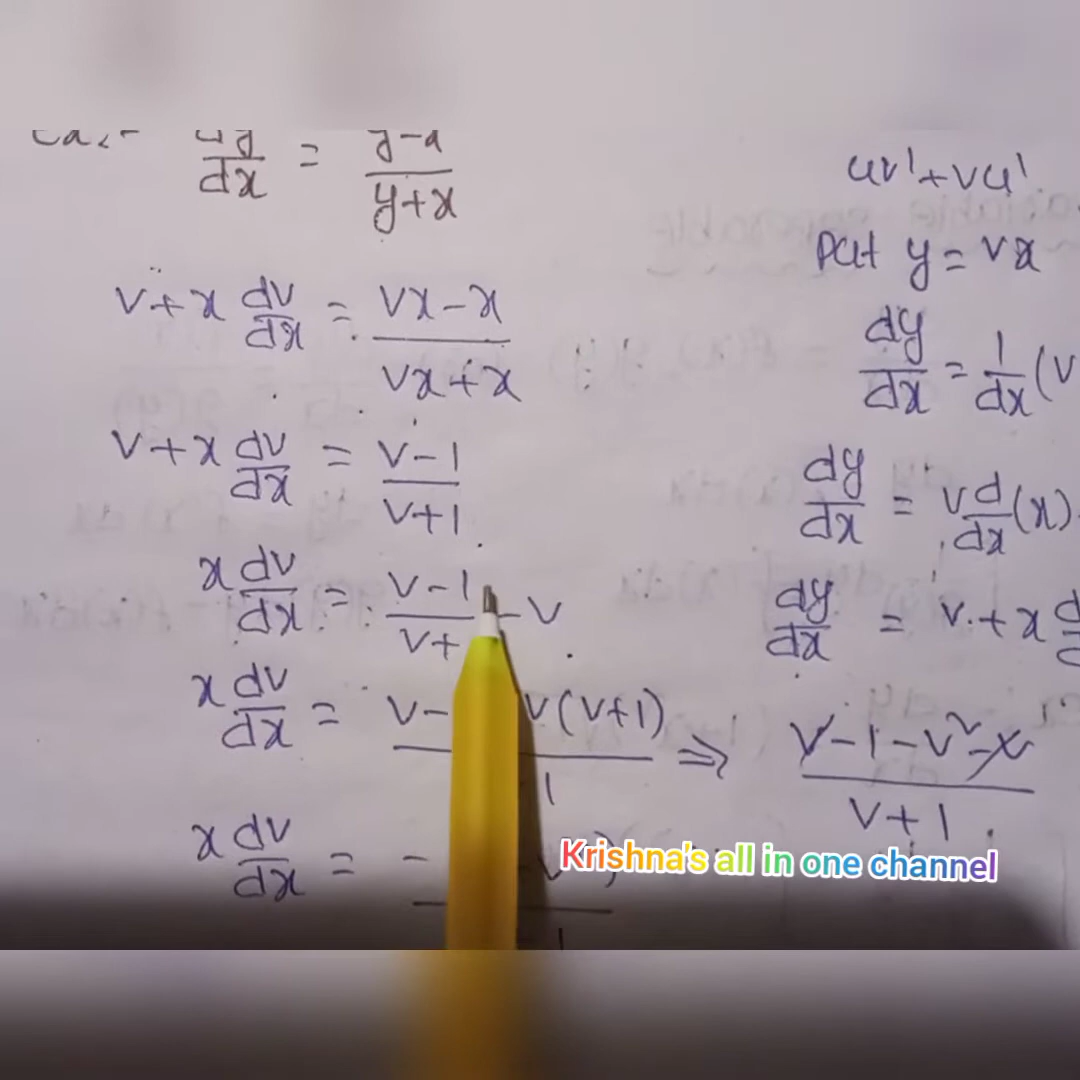 dy/dx = y-x/y+x
v+x dv/dx = vx-x/vx+x
v+x dv/dx = v-1/v+1
x dv/dx = v-1/v+ -v
x dv/dx = v- v(v+1)/1 ⇒ v-1-v²-v/v+1
x dv/dx = -
uv'+vu'
put y = vx
dy/dx = 1/dx (v
dy/dx = v d/dx (x)
dy/dx = v.+x d
Krishna's all in one channel